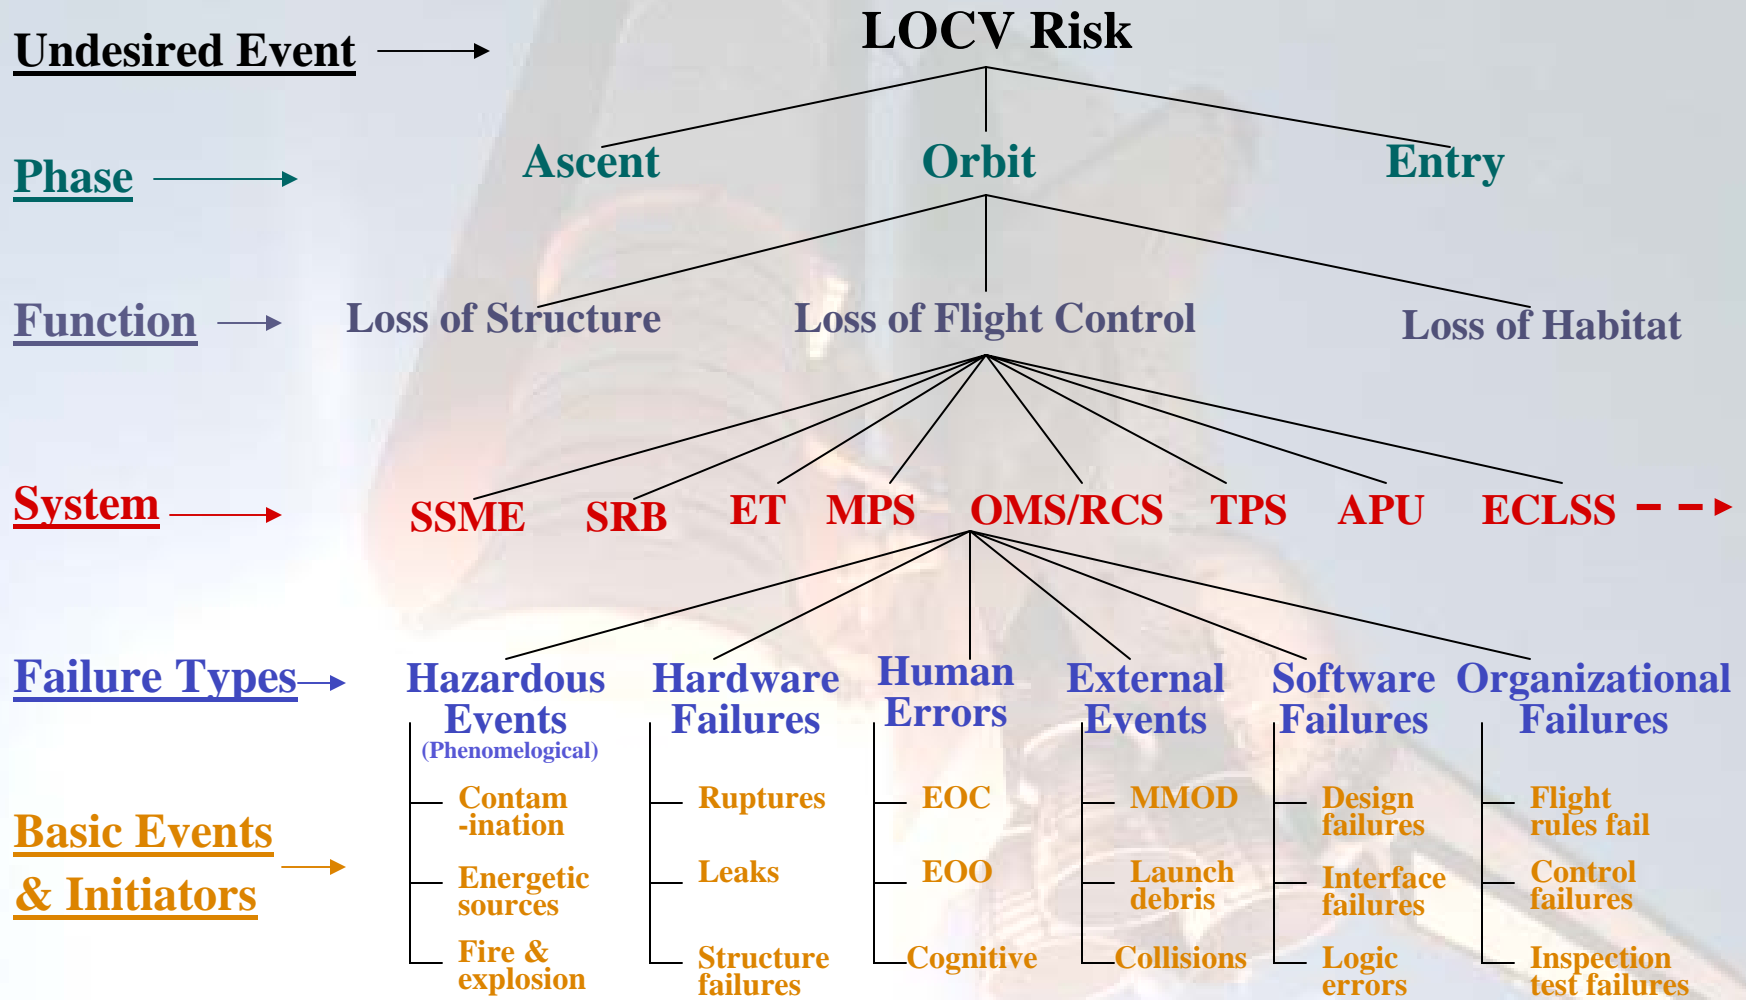 Undesired Event
LOCV Risk
Phase
Ascent
Orbit
Entry
Function
Loss of Structure
Loss of Flight Control
Loss of Habitat
System
SSME
SRB
ET
MPS
OMS/RCS
TPS
APU
ECLSS
Failure Types
Hazardous
Events
(Phenomelogical)
Hardware
Failures
Human
Errors
External
Events
Software
Failures
Organizational
Failures
Basic Events
& Initiators
Contam
-ination
Energetic
sources
Fire &
explosion
Ruptures
Leaks
Structure
failures
EOC
EOO
Cognitive
MMOD
Launch
debris
Collisions
Design
failures
Interface
failures
Logic
errors
Flight
rules fail
Control
failures
Inspection
test failures